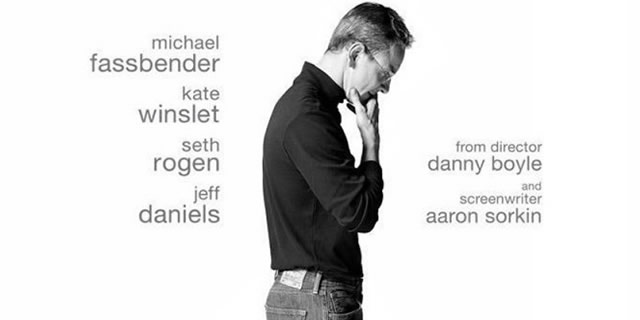 michael
fassbender
kate
winslet
seth
rogen
jeff
daniels
from director
danny boyle
and
screenwriter
aaron sorkin